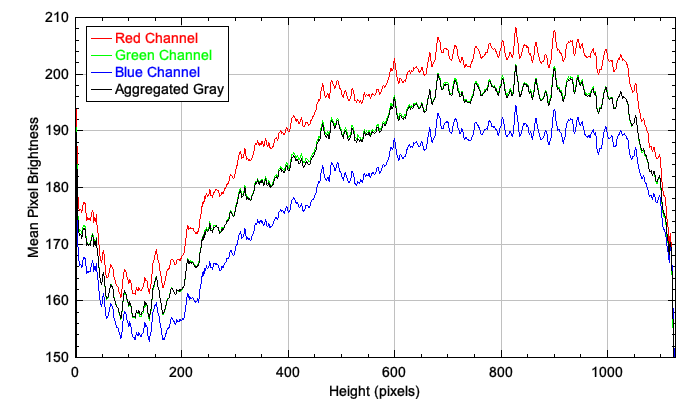 210
200
190
180
170
160
150
Mean Pixel Brightness
Red Channel
Green Channel
Blue Channel
Aggregated Gray
0 200 400 600 800 1000
Height (pixels)